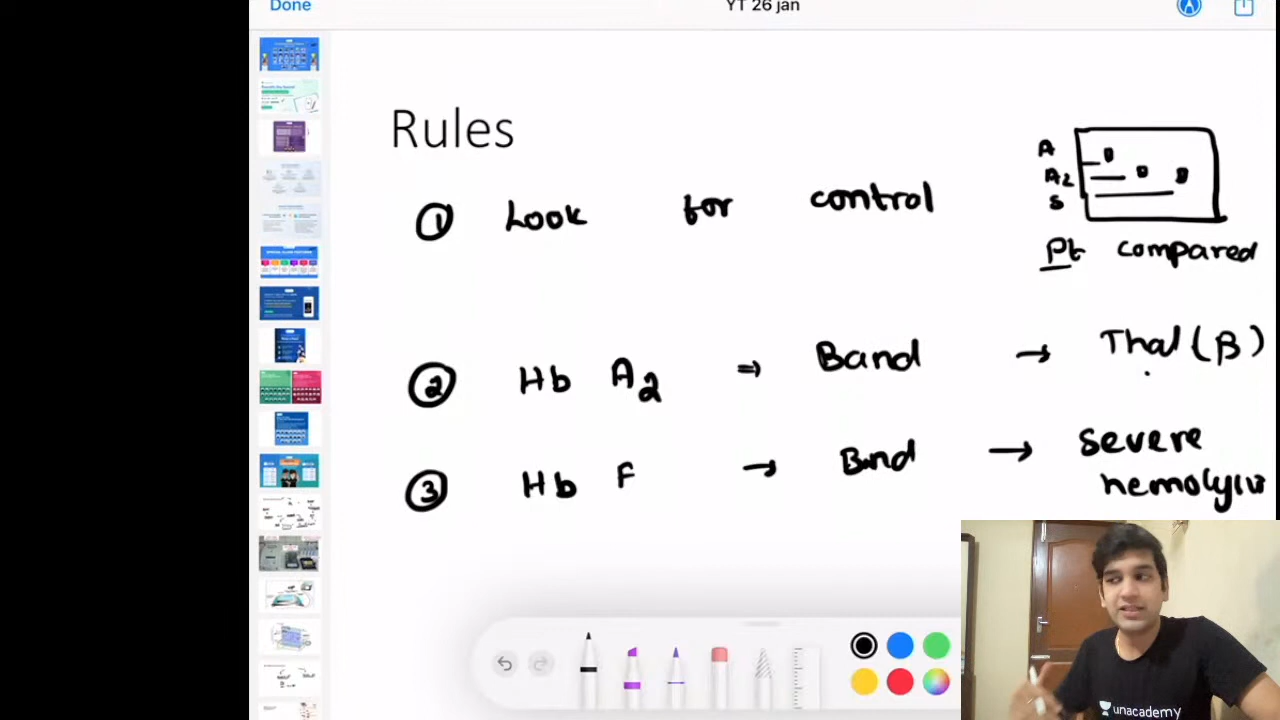 Done
YT 26 jan
Rules
A
A2
S
① Look for control
Pt compared
② Hb A2 ⇒ Band → Thal (β)
③ Hb F → Band → severe
hemolysis
unacademy